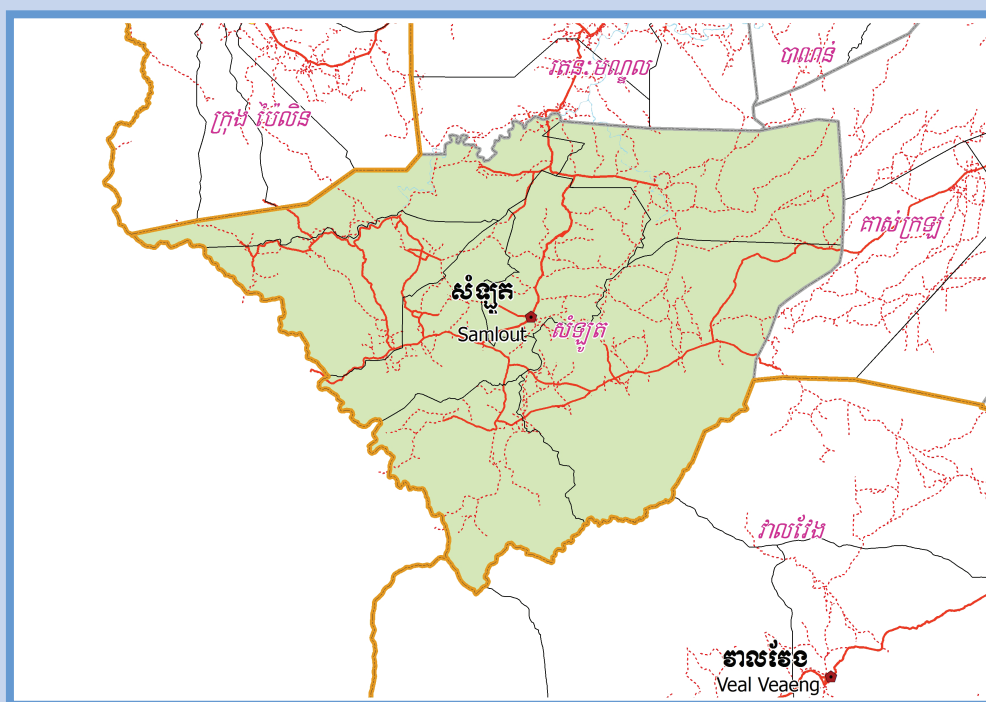 បាណន់
រតនៈមណ្ឌល
ក្រុង ប៉ៃលិន
គាស់ក្រឡ
សំឡូត
Samlout
សំឡូត
វាលវែង
វាលវែង
Veal Veaeng